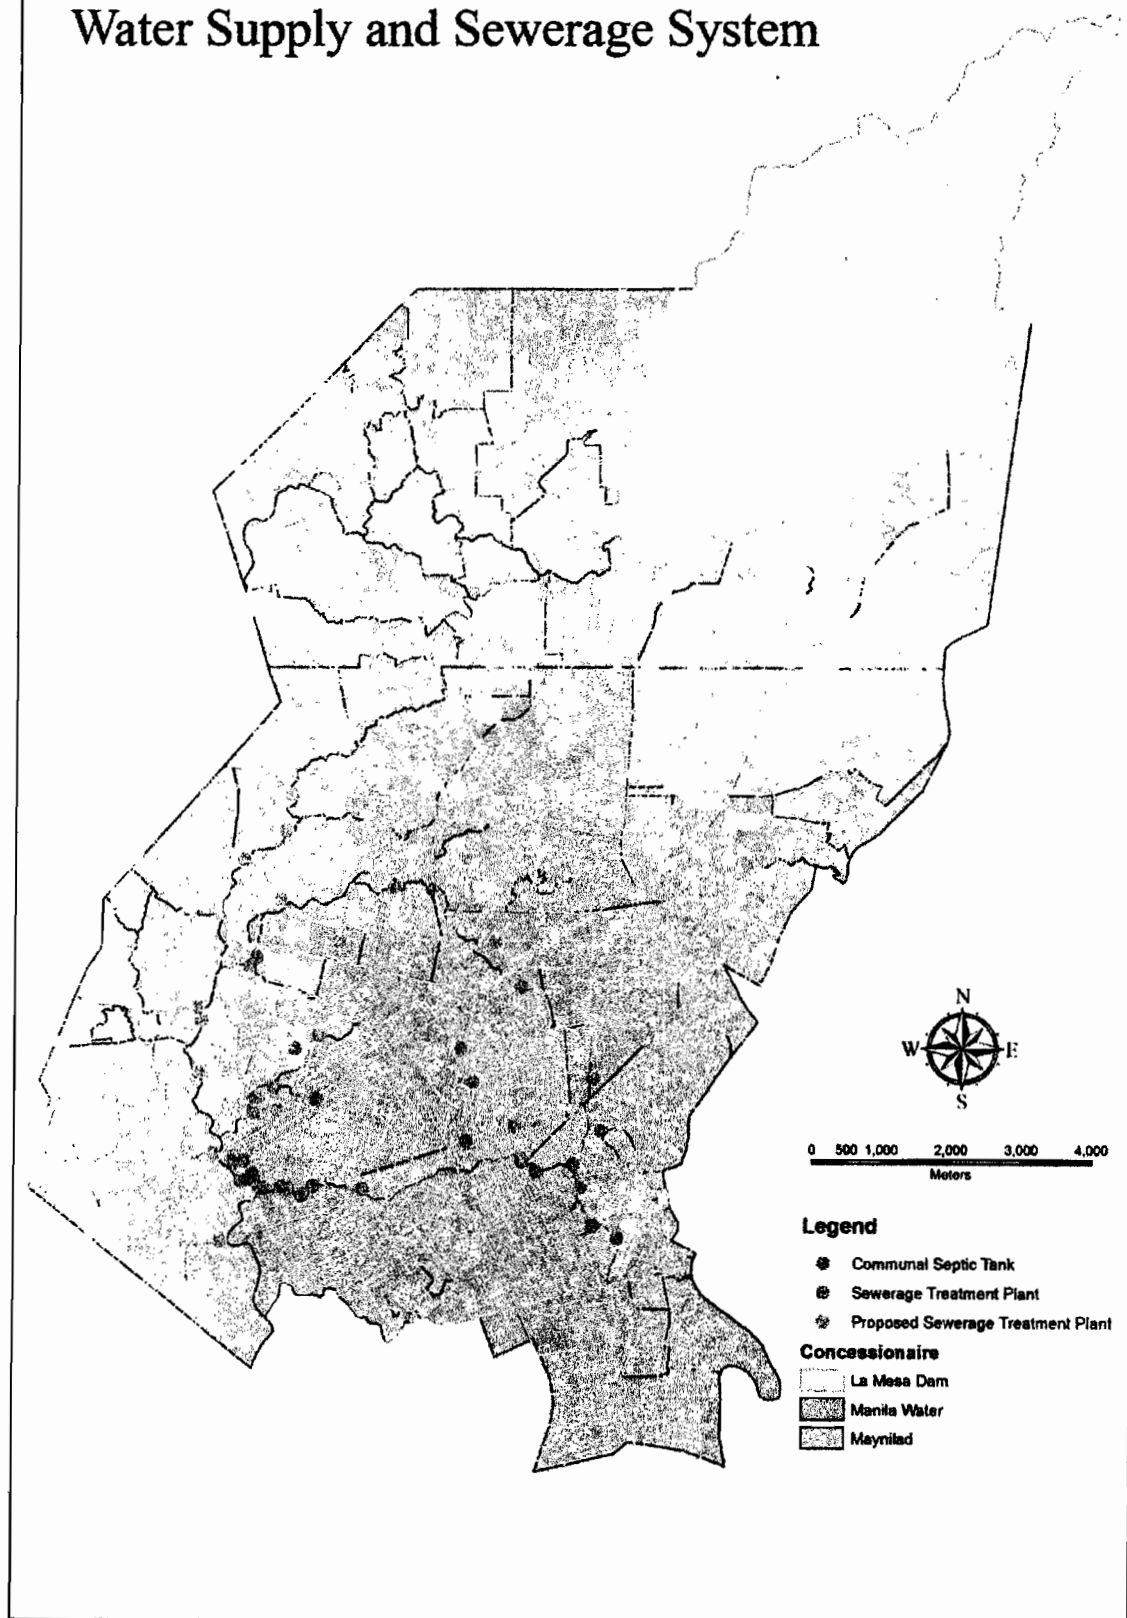 Water Supply and Sewerage System
N
W E
S
0 500 1,000 2,000 3,000 4,000
Meters
Legend
Communal Septic Tank
Sewerage Treatment Plant
Proposed Sewerage Treatment Plant
Concessionaire
La Mesa Dam
Manila Water
Maynilad